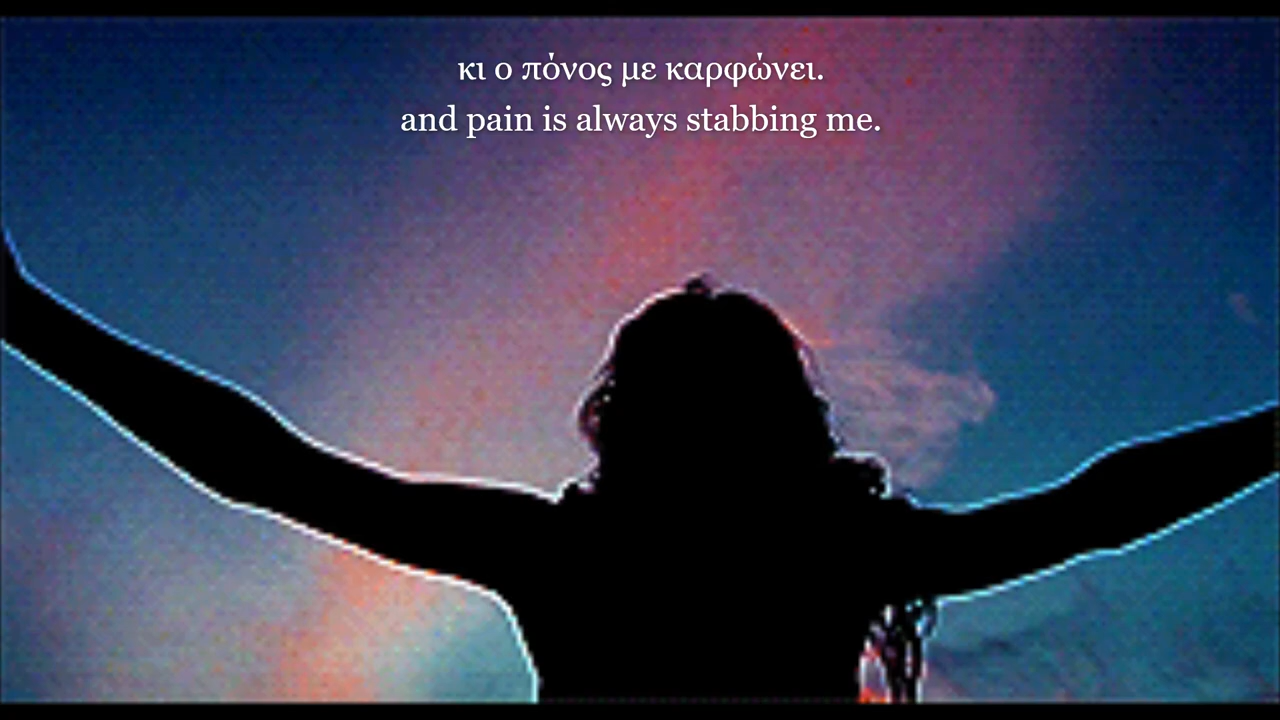 κι ο πόνος με καρφώνει.
and pain is always stabbing me.